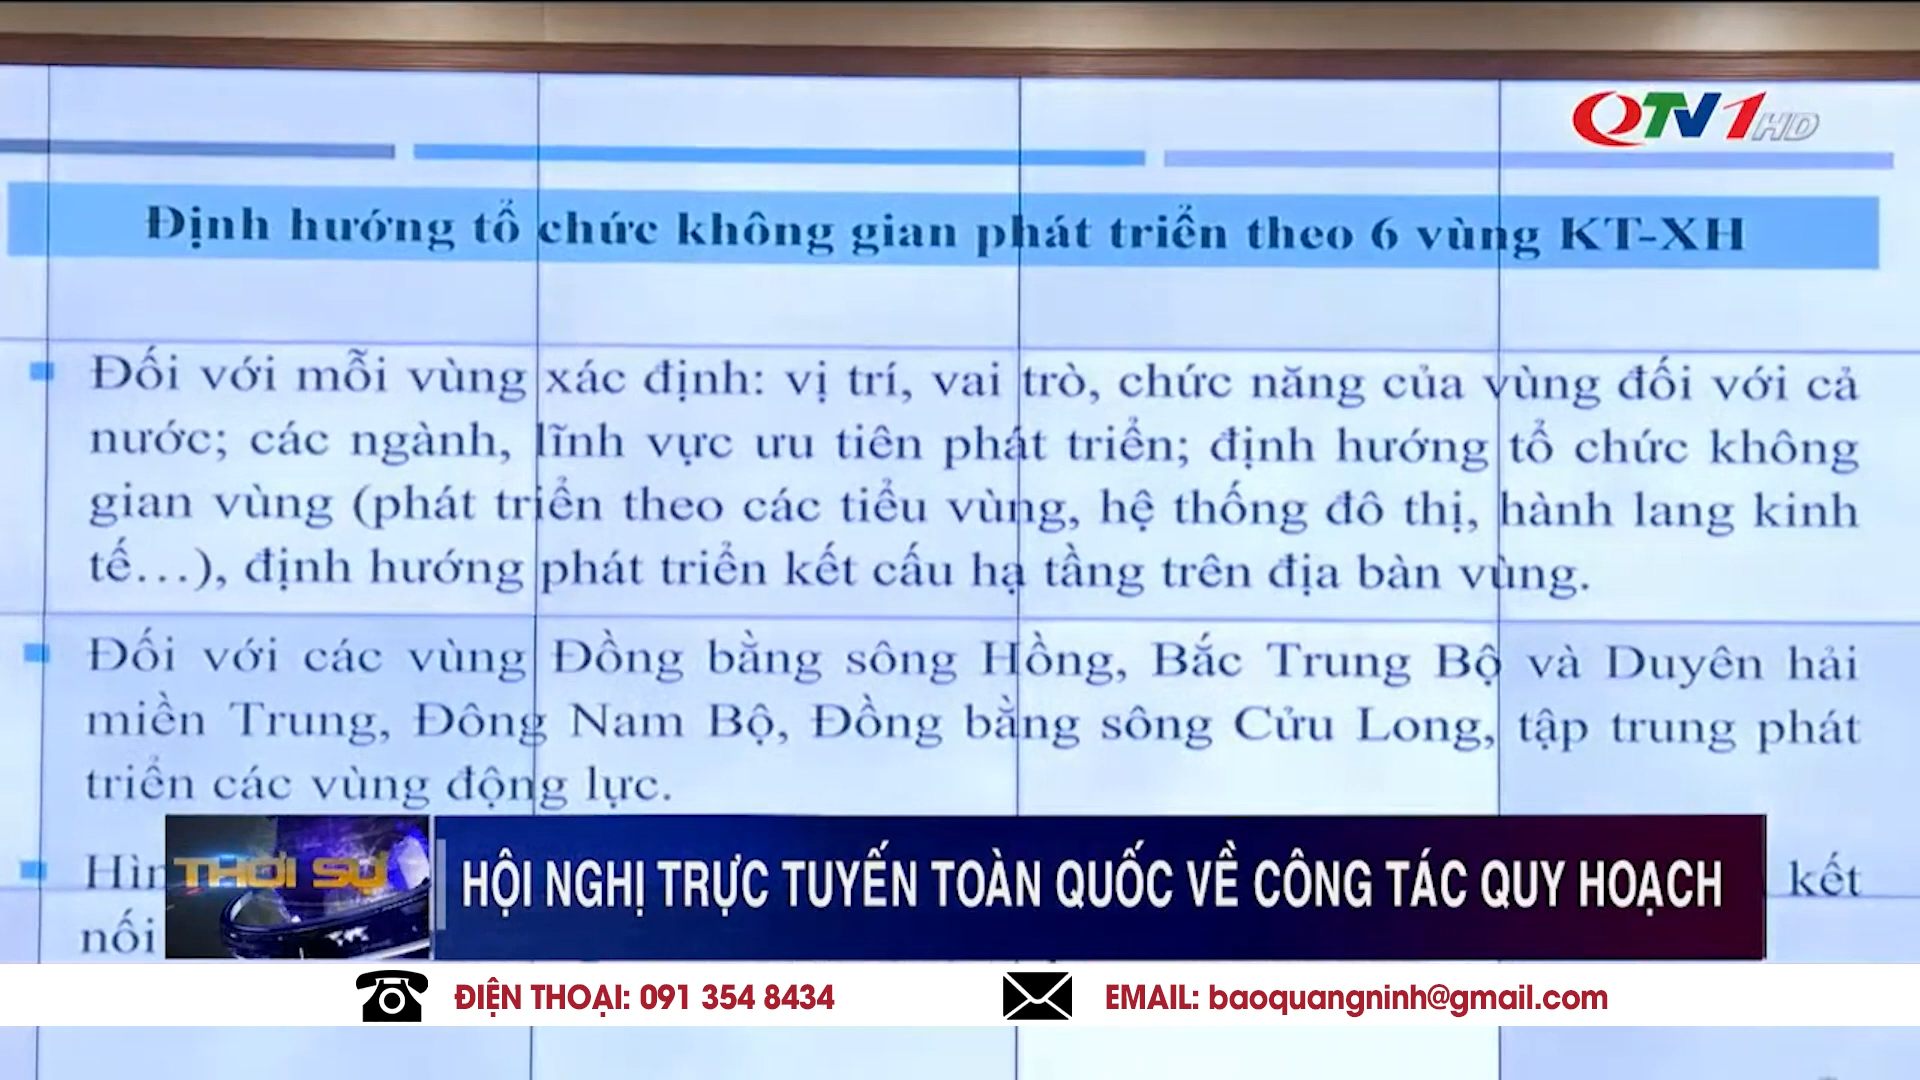 QTV1HD
Định hướng tổ chức không gian phát triển theo 6 vùng KT-XH
Đối với mỗi vùng xác định: vị trí, vai trò, chức năng của vùng đối với cả
nước; các ngành, lĩnh vực ưu tiên phát triển; định hướng tổ chức không
gian vùng (phát triển theo các tiểu vùng, hệ thống đô thị, hành lang kinh
tế…), định hướng phát triển kết cấu hạ tầng trên địa bàn vùng.
Đối với các vùng Đồng bằng sông Hồng, Bắc Trung Bộ và Duyên hải
miền Trung, Đông Nam Bộ, Đồng bằng sông Cửu Long, tập trung phát
triển các vùng động lực.
kết
nối
THỜI SỰ
HỘI NGHỊ TRỰC TUYẾN TOÀN QUỐC VỀ CÔNG TÁC QUY HOẠCH
ĐIỆN THOẠI: 091 354 8434
EMAIL: baoquangninh@gmail.com